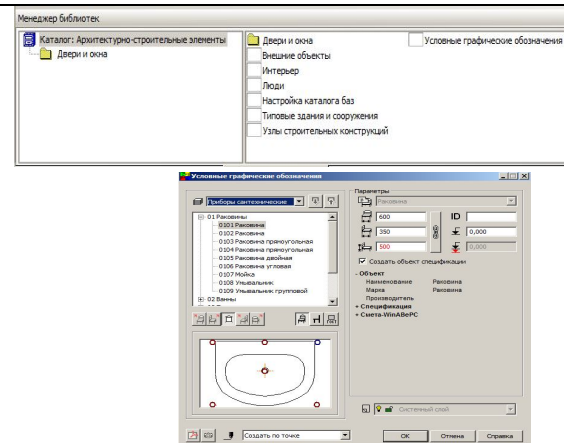 Менеджер библиотек
Каталог: Архитектурно-строительные элементы
Двери и окна
Двери и окна
Внешние объекты
Интерьер
Люди
Настройка каталога баз
Типовые здания и сооружения
Узлы строительных конструкций
Условные графические обозначения
Условные графические обозначения
Приборы сантехнические
01 Раковины
0101 Раковина
0102 Раковина
0103 Раковина прямоугольная
0104 Раковина прямоугольная
0105 Раковина двойная
0106 Раковина угловая
0107 Мойка
0108 Умывальник
0109 Умывальник групповой
02 Ванны
Параметры
Раковина
600
ID
350
0,000
500
0,000
Создать объект спецификации
- Объект
Наименование Раковина
Марка Раковина
Производитель
+ Спецификация
+ Смета-WinABePC
Системный слой
Создать по точке
ОК Отмена Справка